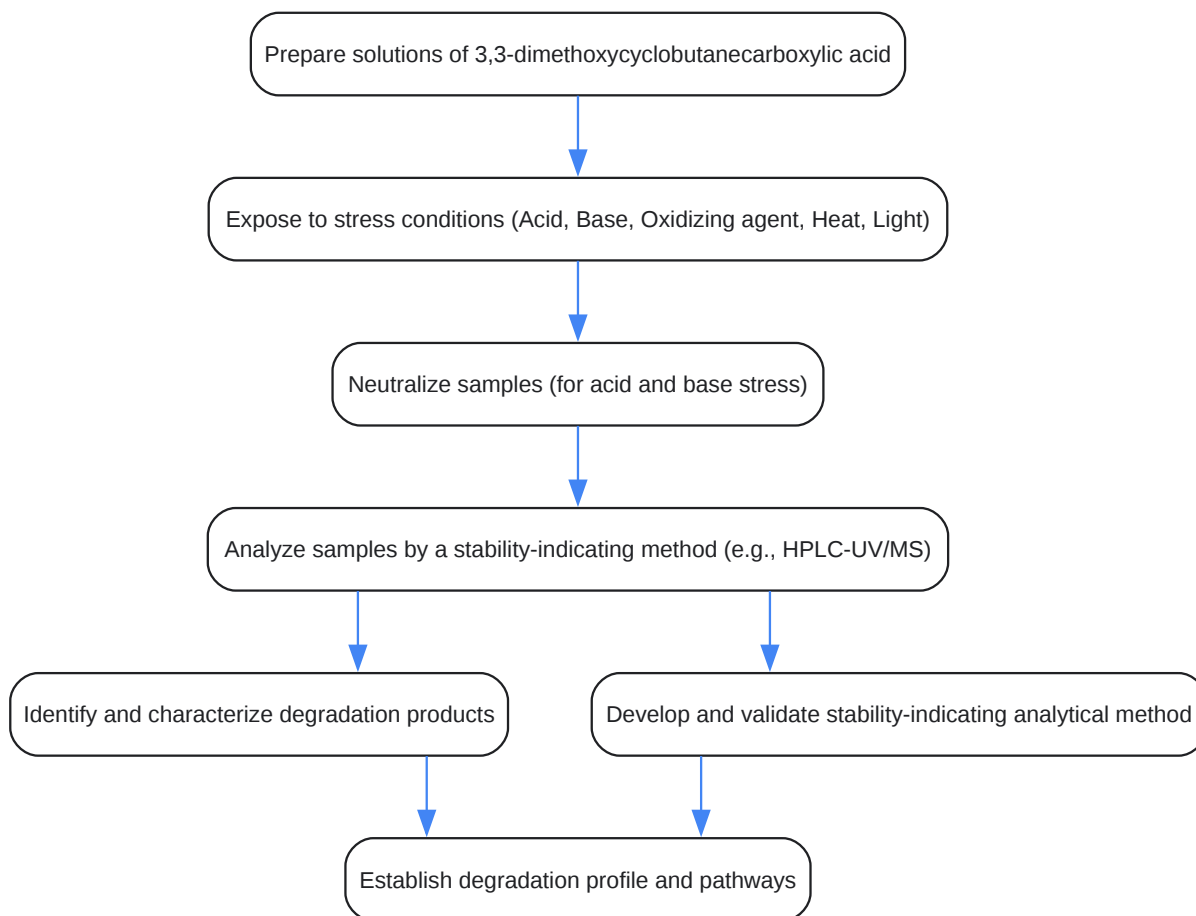 Prepare solutions of 3,3-dimethoxycyclobutanecarboxylic acid
Expose to stress conditions (Acid, Base, Oxidizing agent, Heat, Light)
Neutralize samples (for acid and base stress)
Analyze samples by a stability-indicating method (e.g., HPLC-UV/MS)
Identify and characterize degradation products
Develop and validate stability-indicating analytical method
Establish degradation profile and pathways